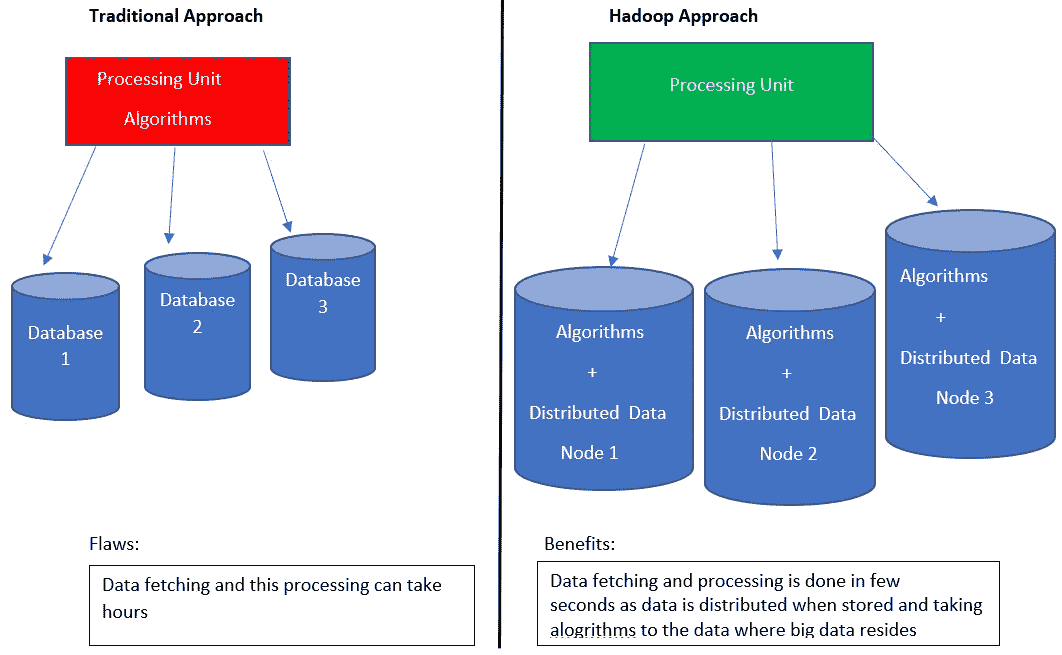 Traditional Approach
Processing Unit
Algorithms
Database
1
Database
2
Database
3
Flaws:
Data fetching and this processing can take
hours
Hadoop Approach
Processing Unit
Algorithms
+
Distributed Data
Node 1
Algorithms
+
Distributed Data
Node 2
Algorithms
+
Distributed Data
Node 3
Benefits:
Data fetching and processing is done in few
seconds as data is distributed when stored and taking
alogrithms to the data where big data resides